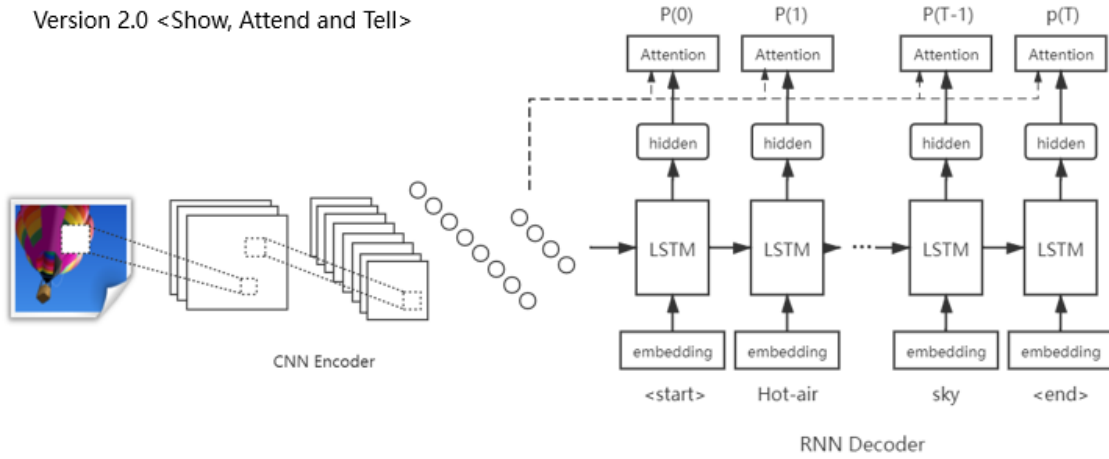 Version 2.0 <Show, Attend and Tell>
P(0) P(1) P(T-1) p(T)
Attention Attention Attention Attention
hidden hidden hidden hidden
LSTM LSTM ··· LSTM LSTM
embedding embedding embedding embedding
CNN Encoder
<start> Hot-air sky <end>
RNN Decoder